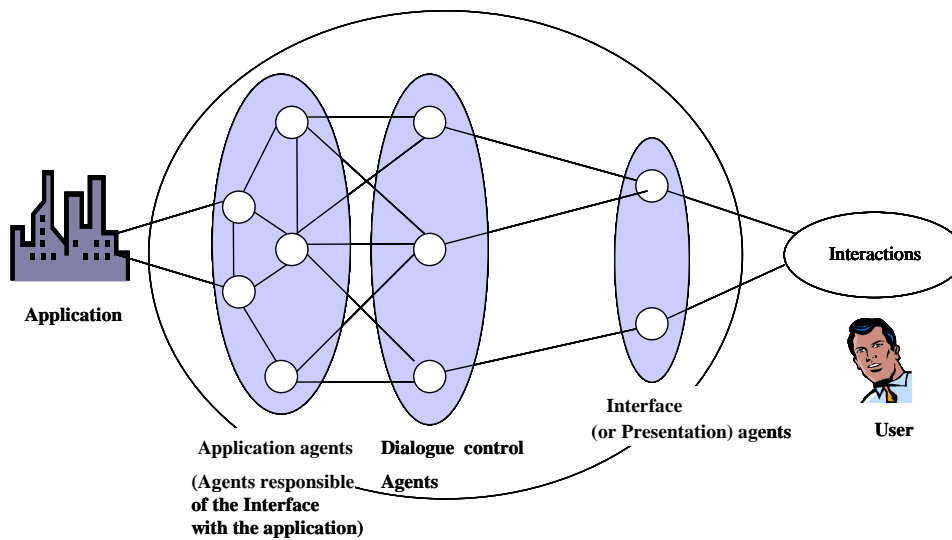 Interactions
Application
Interface
(or Presentation) agents
User
Application agents
(Agents responsible
of the Interface
with the application)
Dialogue control
Agents